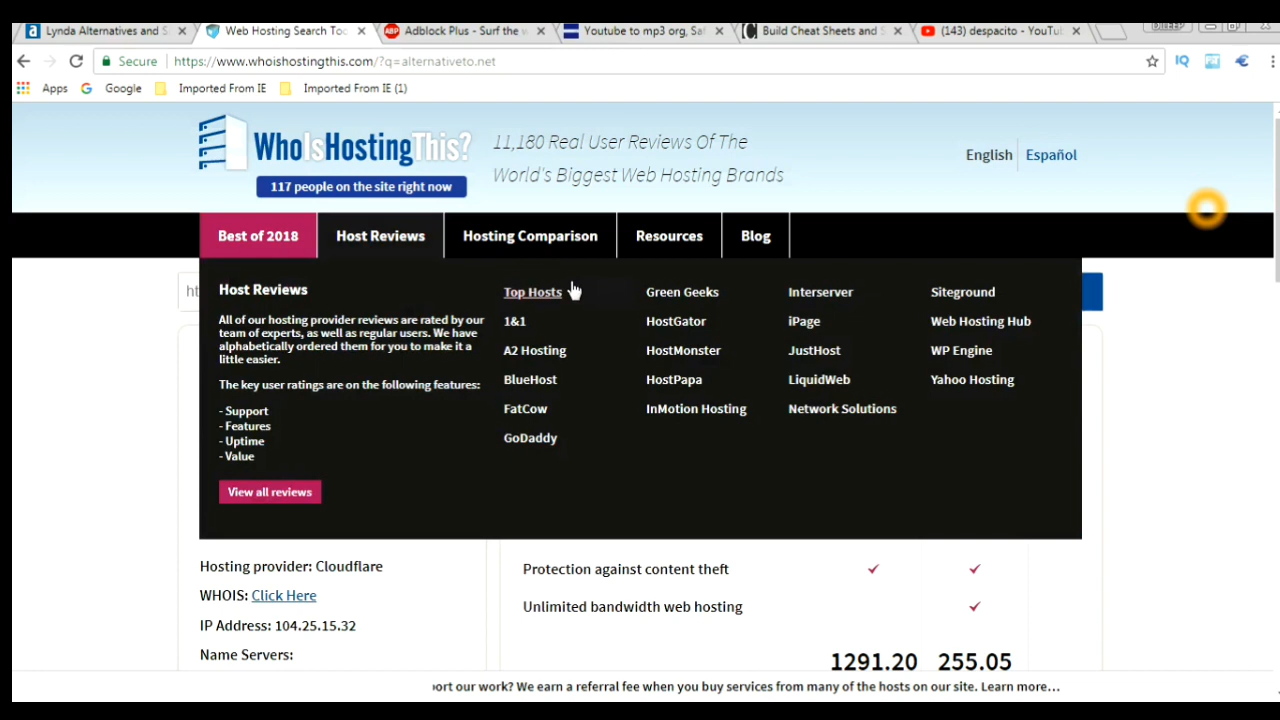 Lynda Alternatives and S
Web Hosting Search Too
ABP Adblock Plus - Surf the w
Youtube to mp3 org, Saf
Build Cheat Sheets and S
(143) despacito - YouTu
Secure https://www.whoishostingthis.com/?q=alternativeto.net
IQ
Apps Google Imported From IE Imported From IE (1)
WhoIsHostingThis?
117 people on the site right now
11,180 Real User Reviews Of The
World's Biggest Web Hosting Brands
English Español
Best of 2018 Host Reviews Hosting Comparison Resources Blog
ht
Host Reviews
All of our hosting provider reviews are rated by our
team of experts, as well as regular users. We have
alphabetically ordered them for you to make it a
little easier.
The key user ratings are on the following features:
- Support
- Features
- Uptime
- Value
View all reviews
Top Hosts
1&1
A2 Hosting
BlueHost
FatCow
GoDaddy
Green Geeks
HostGator
HostMonster
HostPapa
InMotion Hosting
Interserver
iPage
JustHost
LiquidWeb
Network Solutions
Siteground
Web Hosting Hub
WP Engine
Yahoo Hosting
Hosting provider: Cloudflare
WHOIS: Click Here
IP Address: 104.25.15.32
Name Servers:
Protection against content theft
Unlimited bandwidth web hosting
1291.20 255.05
ort our work? We earn a referral fee when you buy services from many of the hosts on our site. Learn more...